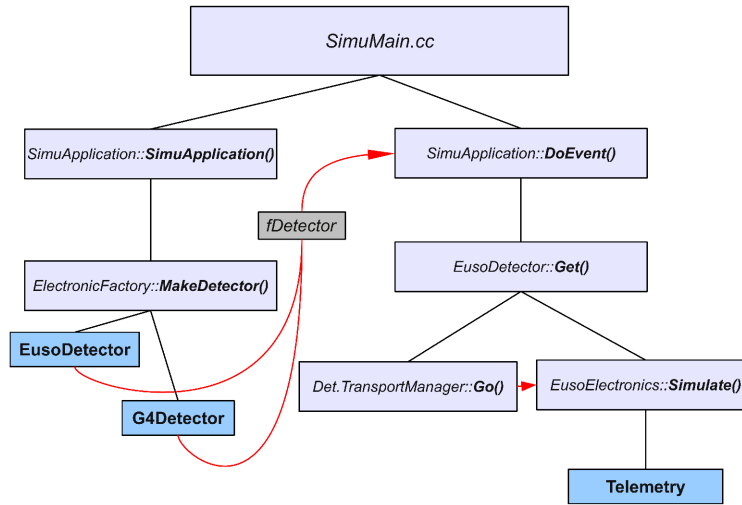 SimuMain.cc
SimuApplication::SimuApplication()
SimuApplication::DoEvent()
fDetector
ElectronicFactory::MakeDetector()
EusoDetector::Get()
EusoDetector
G4Detector
Det.TransportManager::Go()
EusoElectronics::Simulate()
Telemetry